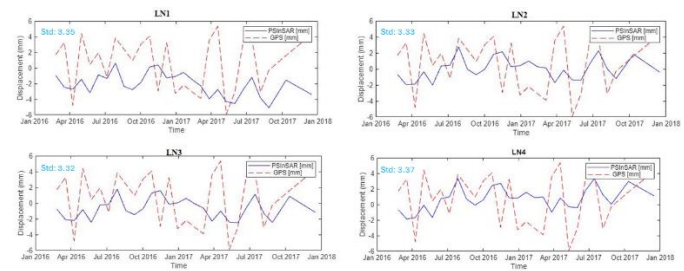 LN1
Std: 3.35
PSInSAR [mm]
GPS [mm]
Displacement (mm)
6
4
2
0
-2
-4
-6
Jan 2016 Apr 2016 Jul 2016 Oct 2016 Jan 2017 Apr 2017 Jul 2017 Oct 2017 Jan 2018
Time
LN2
Std: 3.33
PSInSAR [mm]
GPS [mm]
Displacement (mm)
6
4
2
0
-2
-4
-6
Jan 2016 Apr 2016 Jul 2016 Oct 2016 Jan 2017 Apr 2017 Jul 2017 Oct 2017 Jan 2018
Time
LN3
Std: 3.32
PSInSAR [mm]
GPS [mm]
Displacement (mm)
6
4
2
0
-2
-4
-6
Jan 2016 Apr 2016 Jul 2016 Oct 2016 Jan 2017 Apr 2017 Jul 2017 Oct 2017 Jan 2018
Time
LN4
Std: 3.37
PSInSAR [mm]
GPS [mm]
Displacement (mm)
6
4
2
0
-2
-4
-6
Jan 2016 Apr 2016 Jul 2016 Oct 2016 Jan 2017 Apr 2017 Jul 2017 Oct 2017 Jan 2018
Time